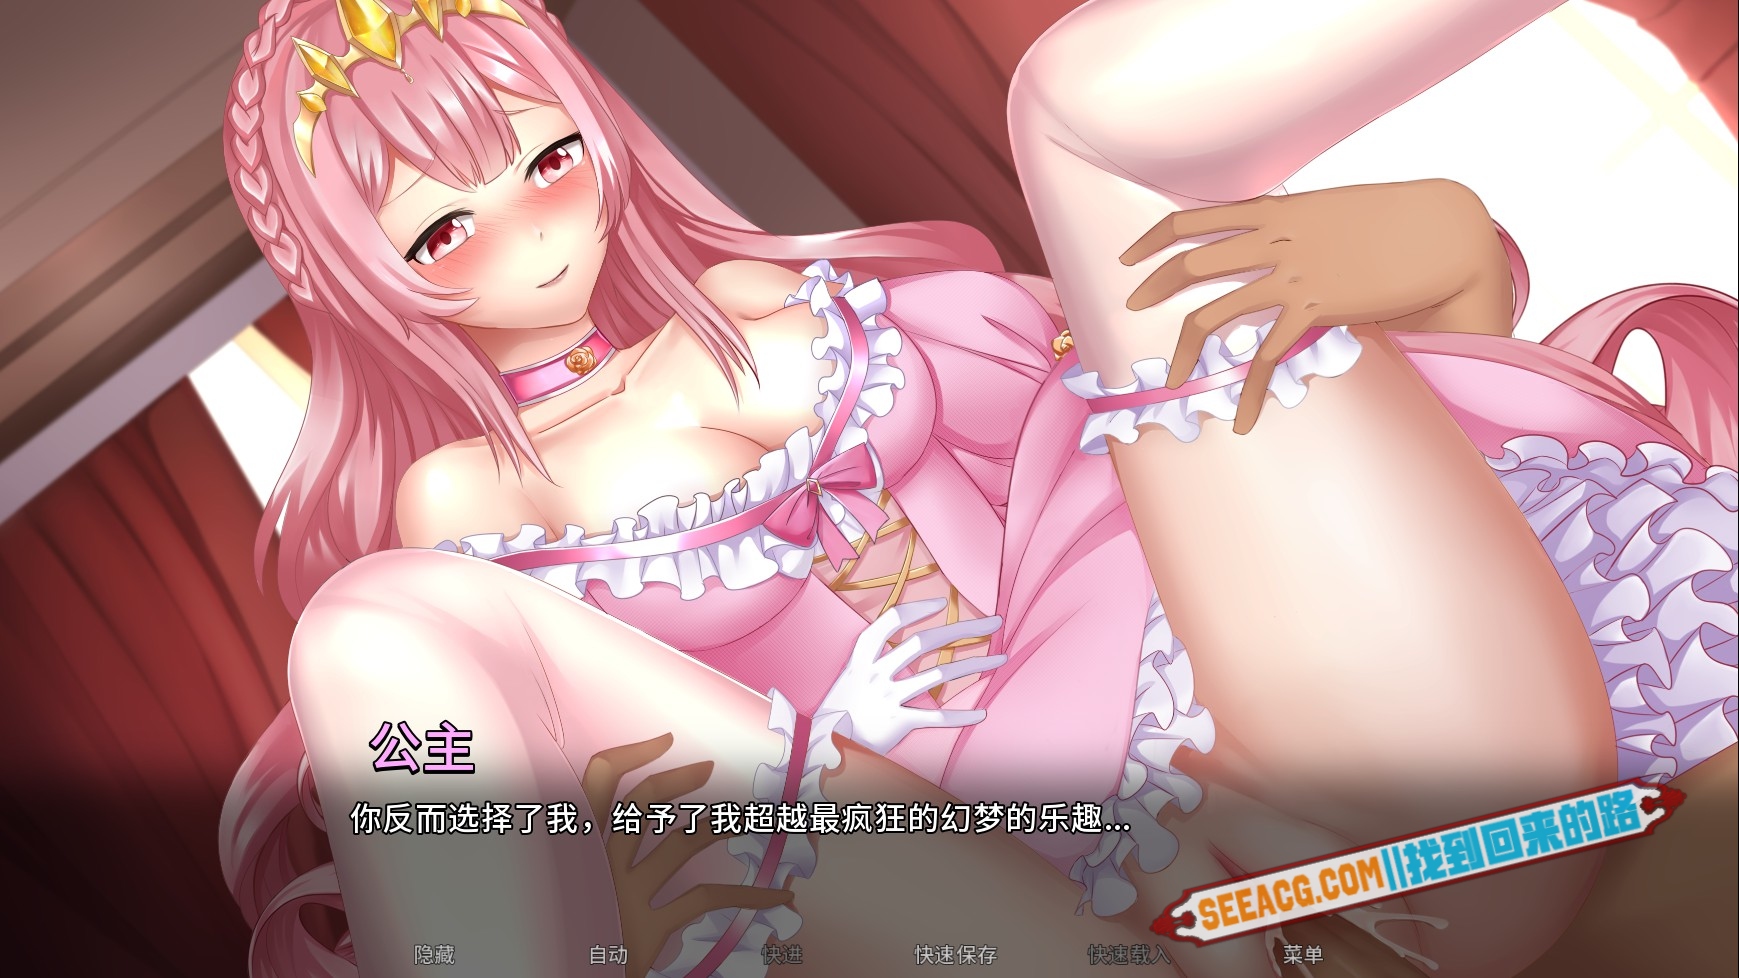 公主
你反而选择了我，给予了我超越最疯狂的幻梦的乐趣...
SEEACG.COM||找到回来的路
隐藏 自动 快进 快速保存 快速载入 菜单